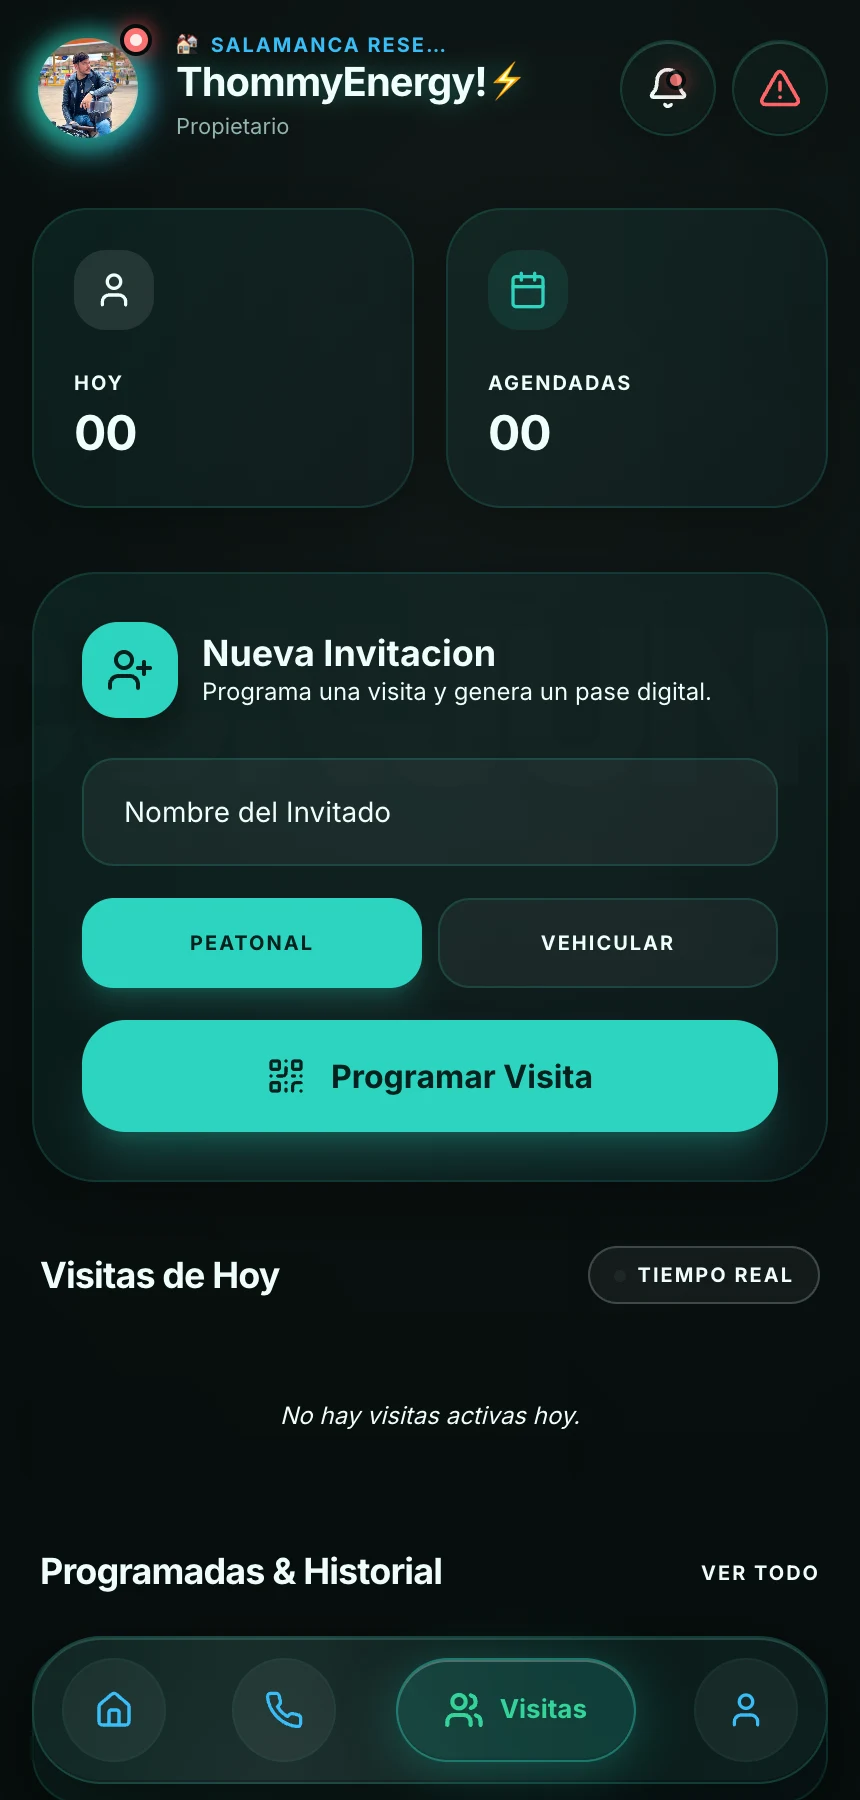 SALAMANCA RESE...
ThommyEnergy!⚡
Propietario
HOY
00
AGENDADAS
00
Nueva Invitacion
Programa una visita y genera un pase digital.
Nombre del Invitado
PEATONAL
VEHICULAR
Programar Visita
Visitas de Hoy
TIEMPO REAL
No hay visitas activas hoy.
Programadas & Historial
VER TODO
Visitas